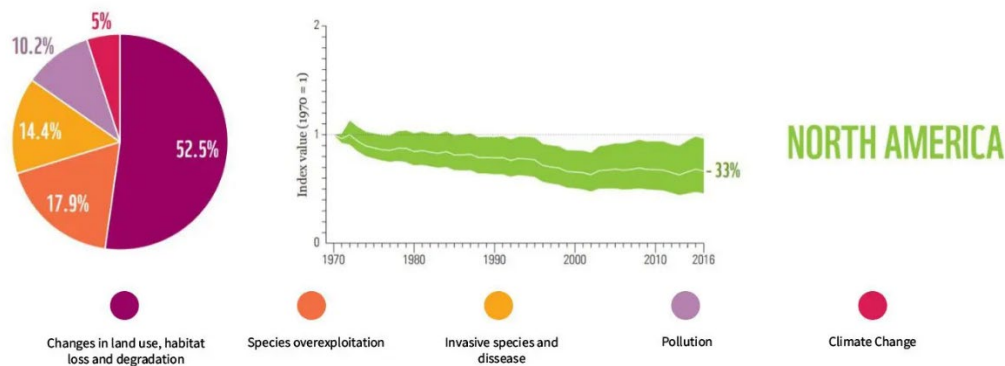 5%
10.2%
14.4%
17.9%
52.5%
Index value (1970 = 1)
2
1
0
1970
1980
1990
2000
2010
2016
- 33%
NORTH AMERICA
Changes in land use, habitat
loss and degradation
Species overexploitation
Invasive species and
dissease
Pollution
Climate Change